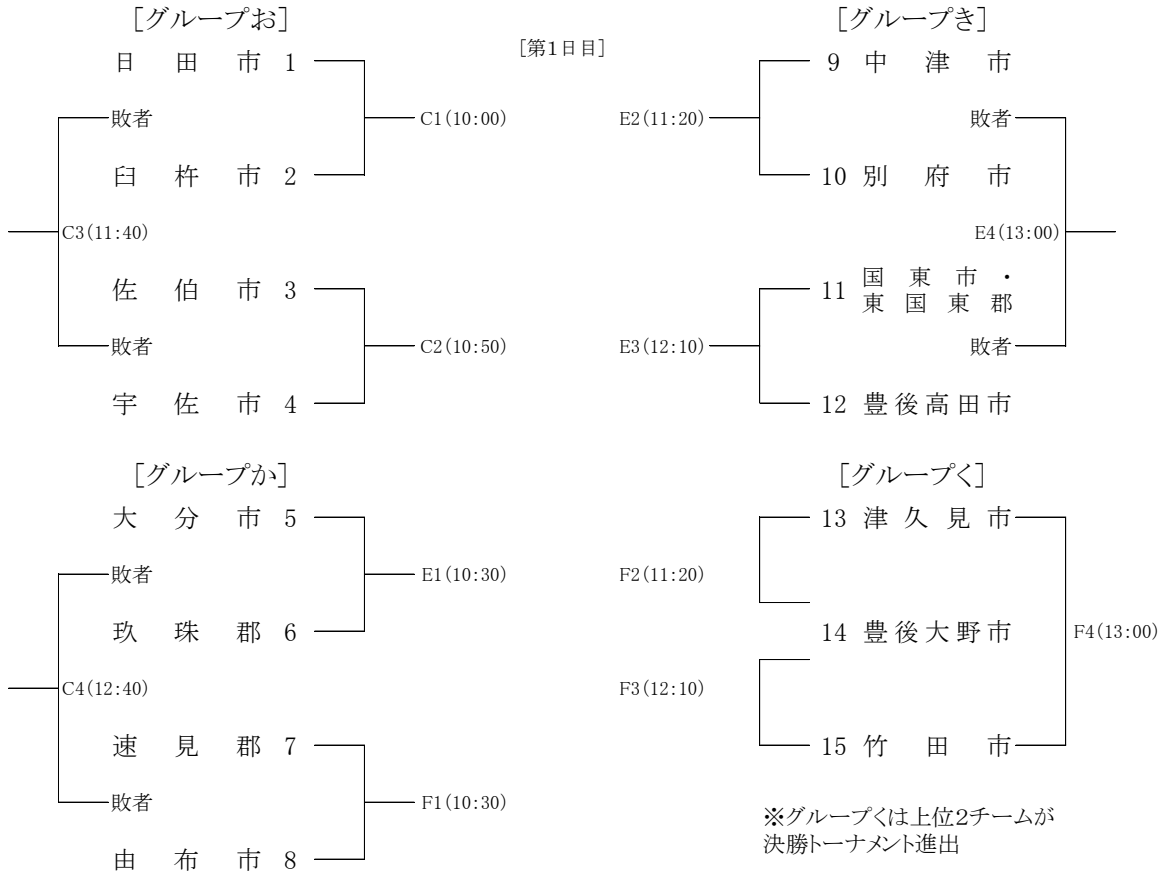 [グループお]
[第1日目]
日田市 1
敗者
C1(10:00)
臼杵市 2
C3(11:40)
佐伯市 3
敗者
C2(10:50)
宇佐市 4
[グループき]
9 中津市
E2(11:20)
敗者
10 別府市
E4(13:00)
11 国東市・
東国東郡
E3(12:10)
敗者
12 豊後高田市
[グループか]
大分市 5
敗者
E1(10:30)
玖珠郡 6
C4(12:40)
速見郡 7
敗者
F1(10:30)
由布市 8
[グループく]
13 津久見市
F2(11:20)
14 豊後大野市
F4(13:00)
F3(12:10)
15 竹田市
※グループくは上位2チームが
決勝トーナメント進出